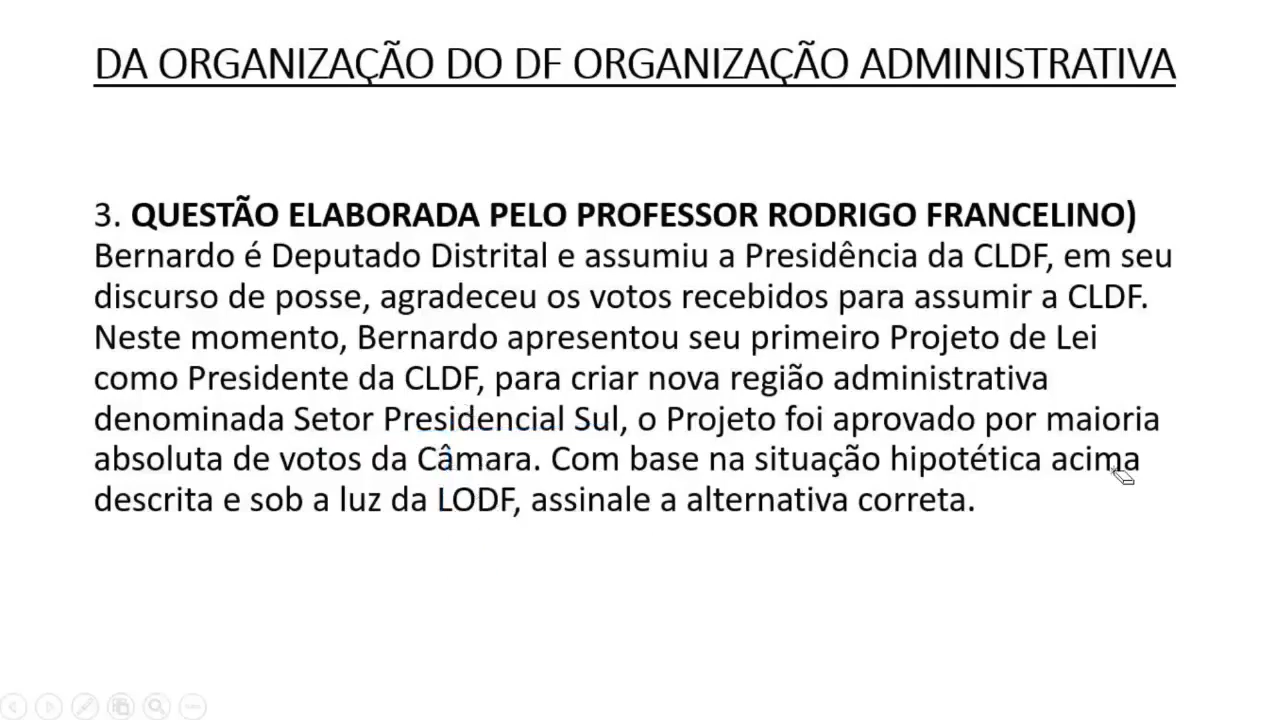 DA ORGANIZAÇÃO DO DF ORGANIZAÇÃO ADMINISTRATIVA
3. QUESTÃO ELABORADA PELO PROFESSOR RODRIGO FRANCELINO)
Bernardo é Deputado Distrital e assumiu a Presidência da CLDF, em seu
discurso de posse, agradeceu os votos recebidos para assumir a CLDF.
Neste momento, Bernardo apresentou seu primeiro Projeto de Lei
como Presidente da CLDF, para criar nova região administrativa
denominada Setor Presidencial Sul, o Projeto foi aprovado por maioria
absoluta de votos da Câmara. Com base na situação hipotética acima
descrita e sob a luz da LODF, assinale a alternativa correta.